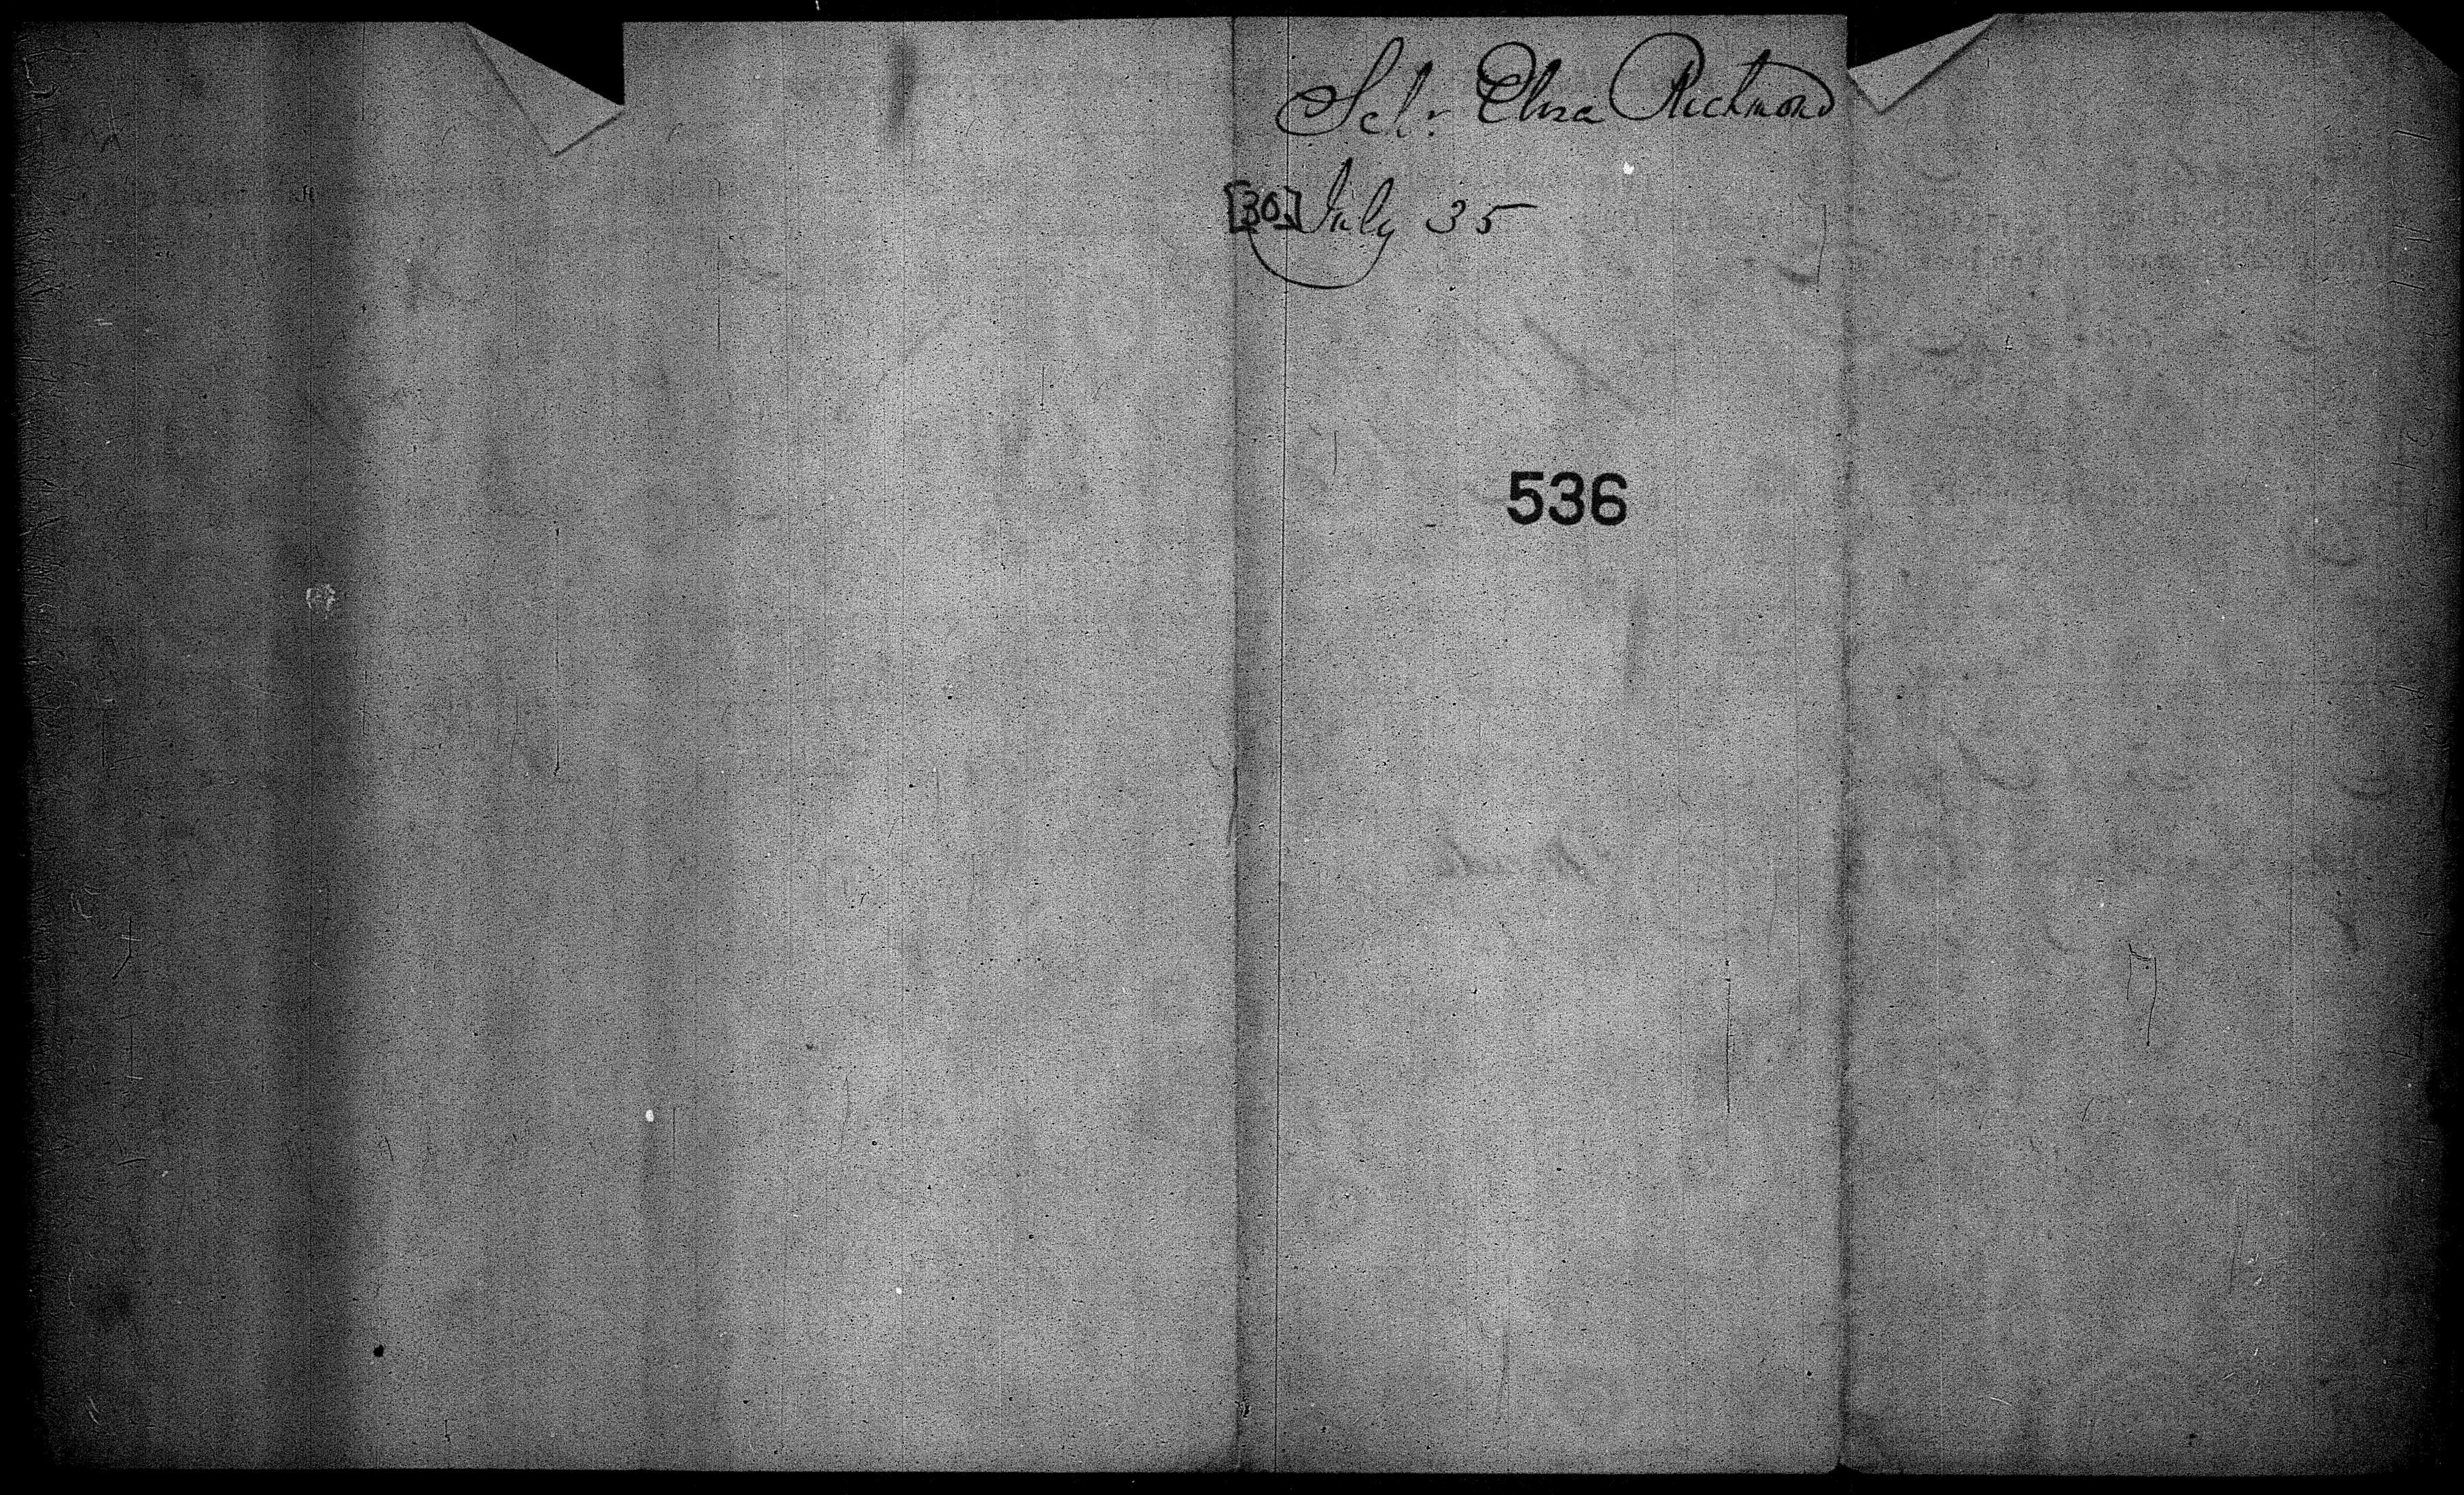 Schr Eliza Richmond
[30] July 35
536